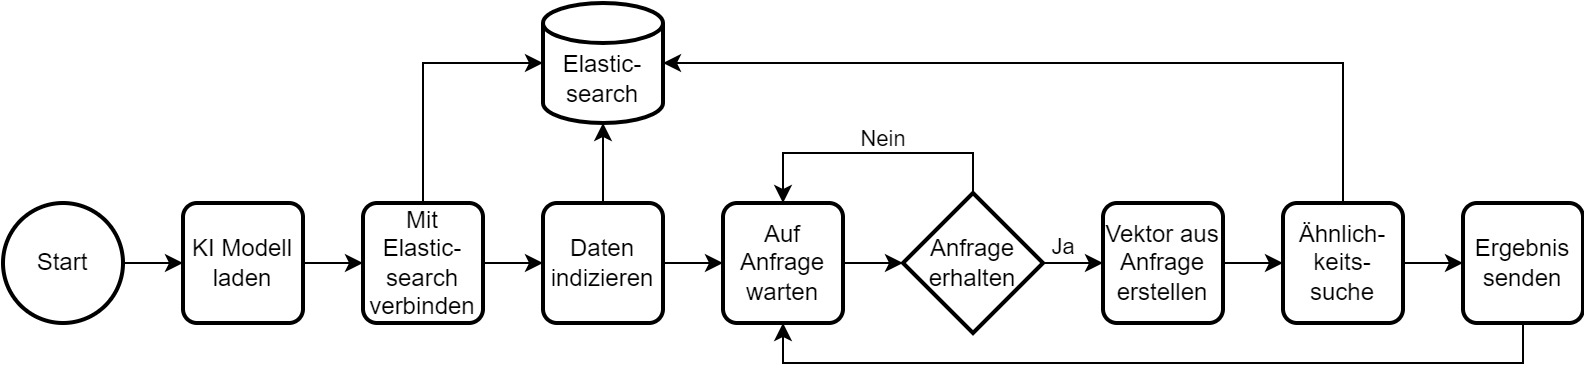 Elastic-
search
Nein
Start
KI Modell
laden
Mit
Elastic-
search
verbinden
Daten
indizieren
Auf
Anfrage
warten
Anfrage
erhalten
Ja
Vektor aus
Anfrage
erstellen
Ähnlich-
keits-
suche
Ergebnis
senden